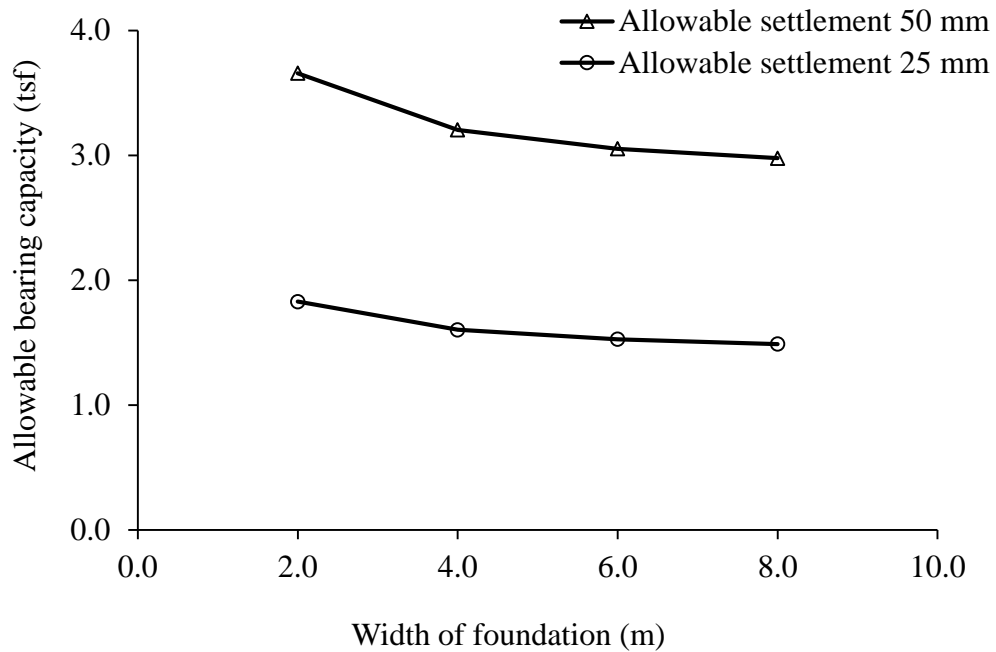 Allowable settlement 50 mm
Allowable settlement 25 mm
Allowable bearing capacity (tsf)
4.0
3.0
2.0
1.0
0.0
0.0 2.0 4.0 6.0 8.0 10.0
Width of foundation (m)